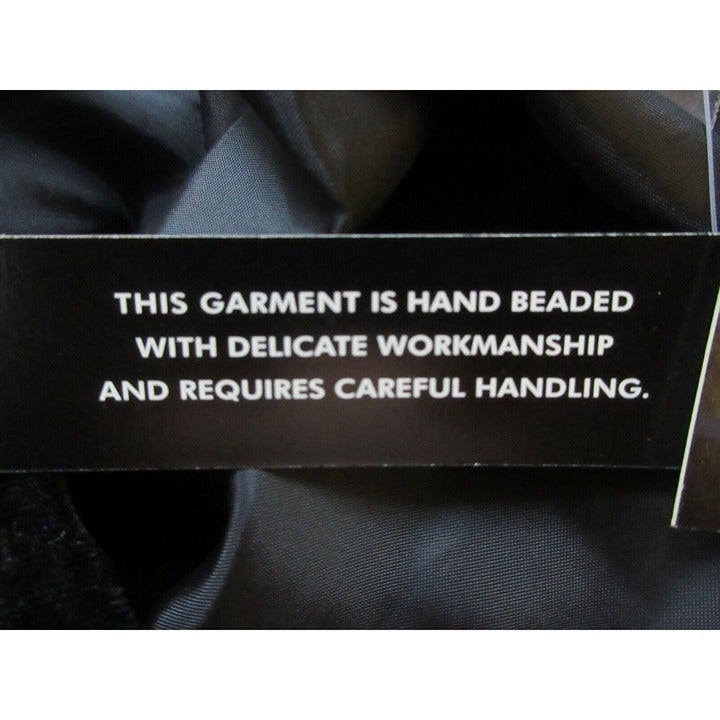 THIS GARMENT IS HAND BEADED
WITH DELICATE WORKMANSHIP
AND REQUIRES CAREFUL HANDLING.